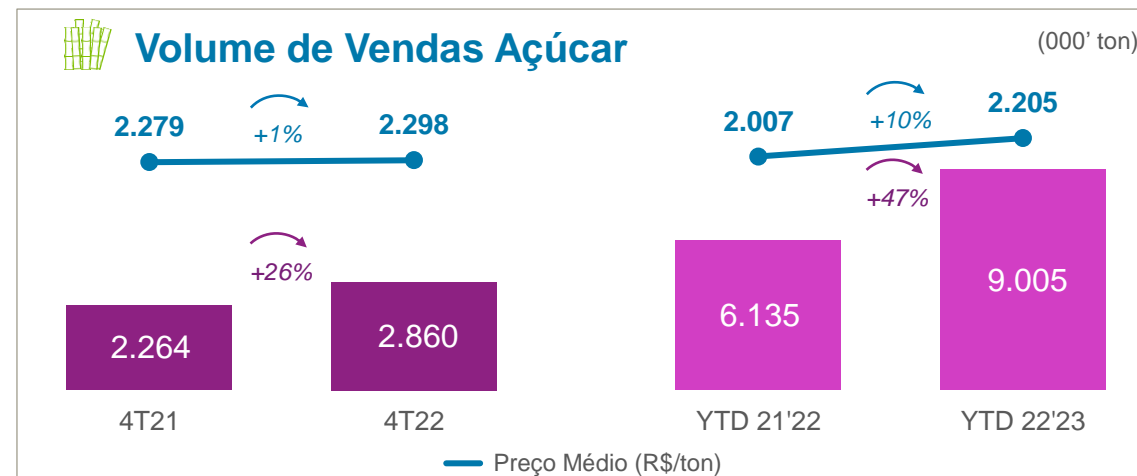 Volume de Vendas Açúcar
(000' ton)
2.279
+1%
2.298
2.007
+10%
2.205
+26%
+47%
2.264
2.860
6.135
9.005
4T21
4T22
YTD 21'22
YTD 22'23
Preço Médio (R$/ton)